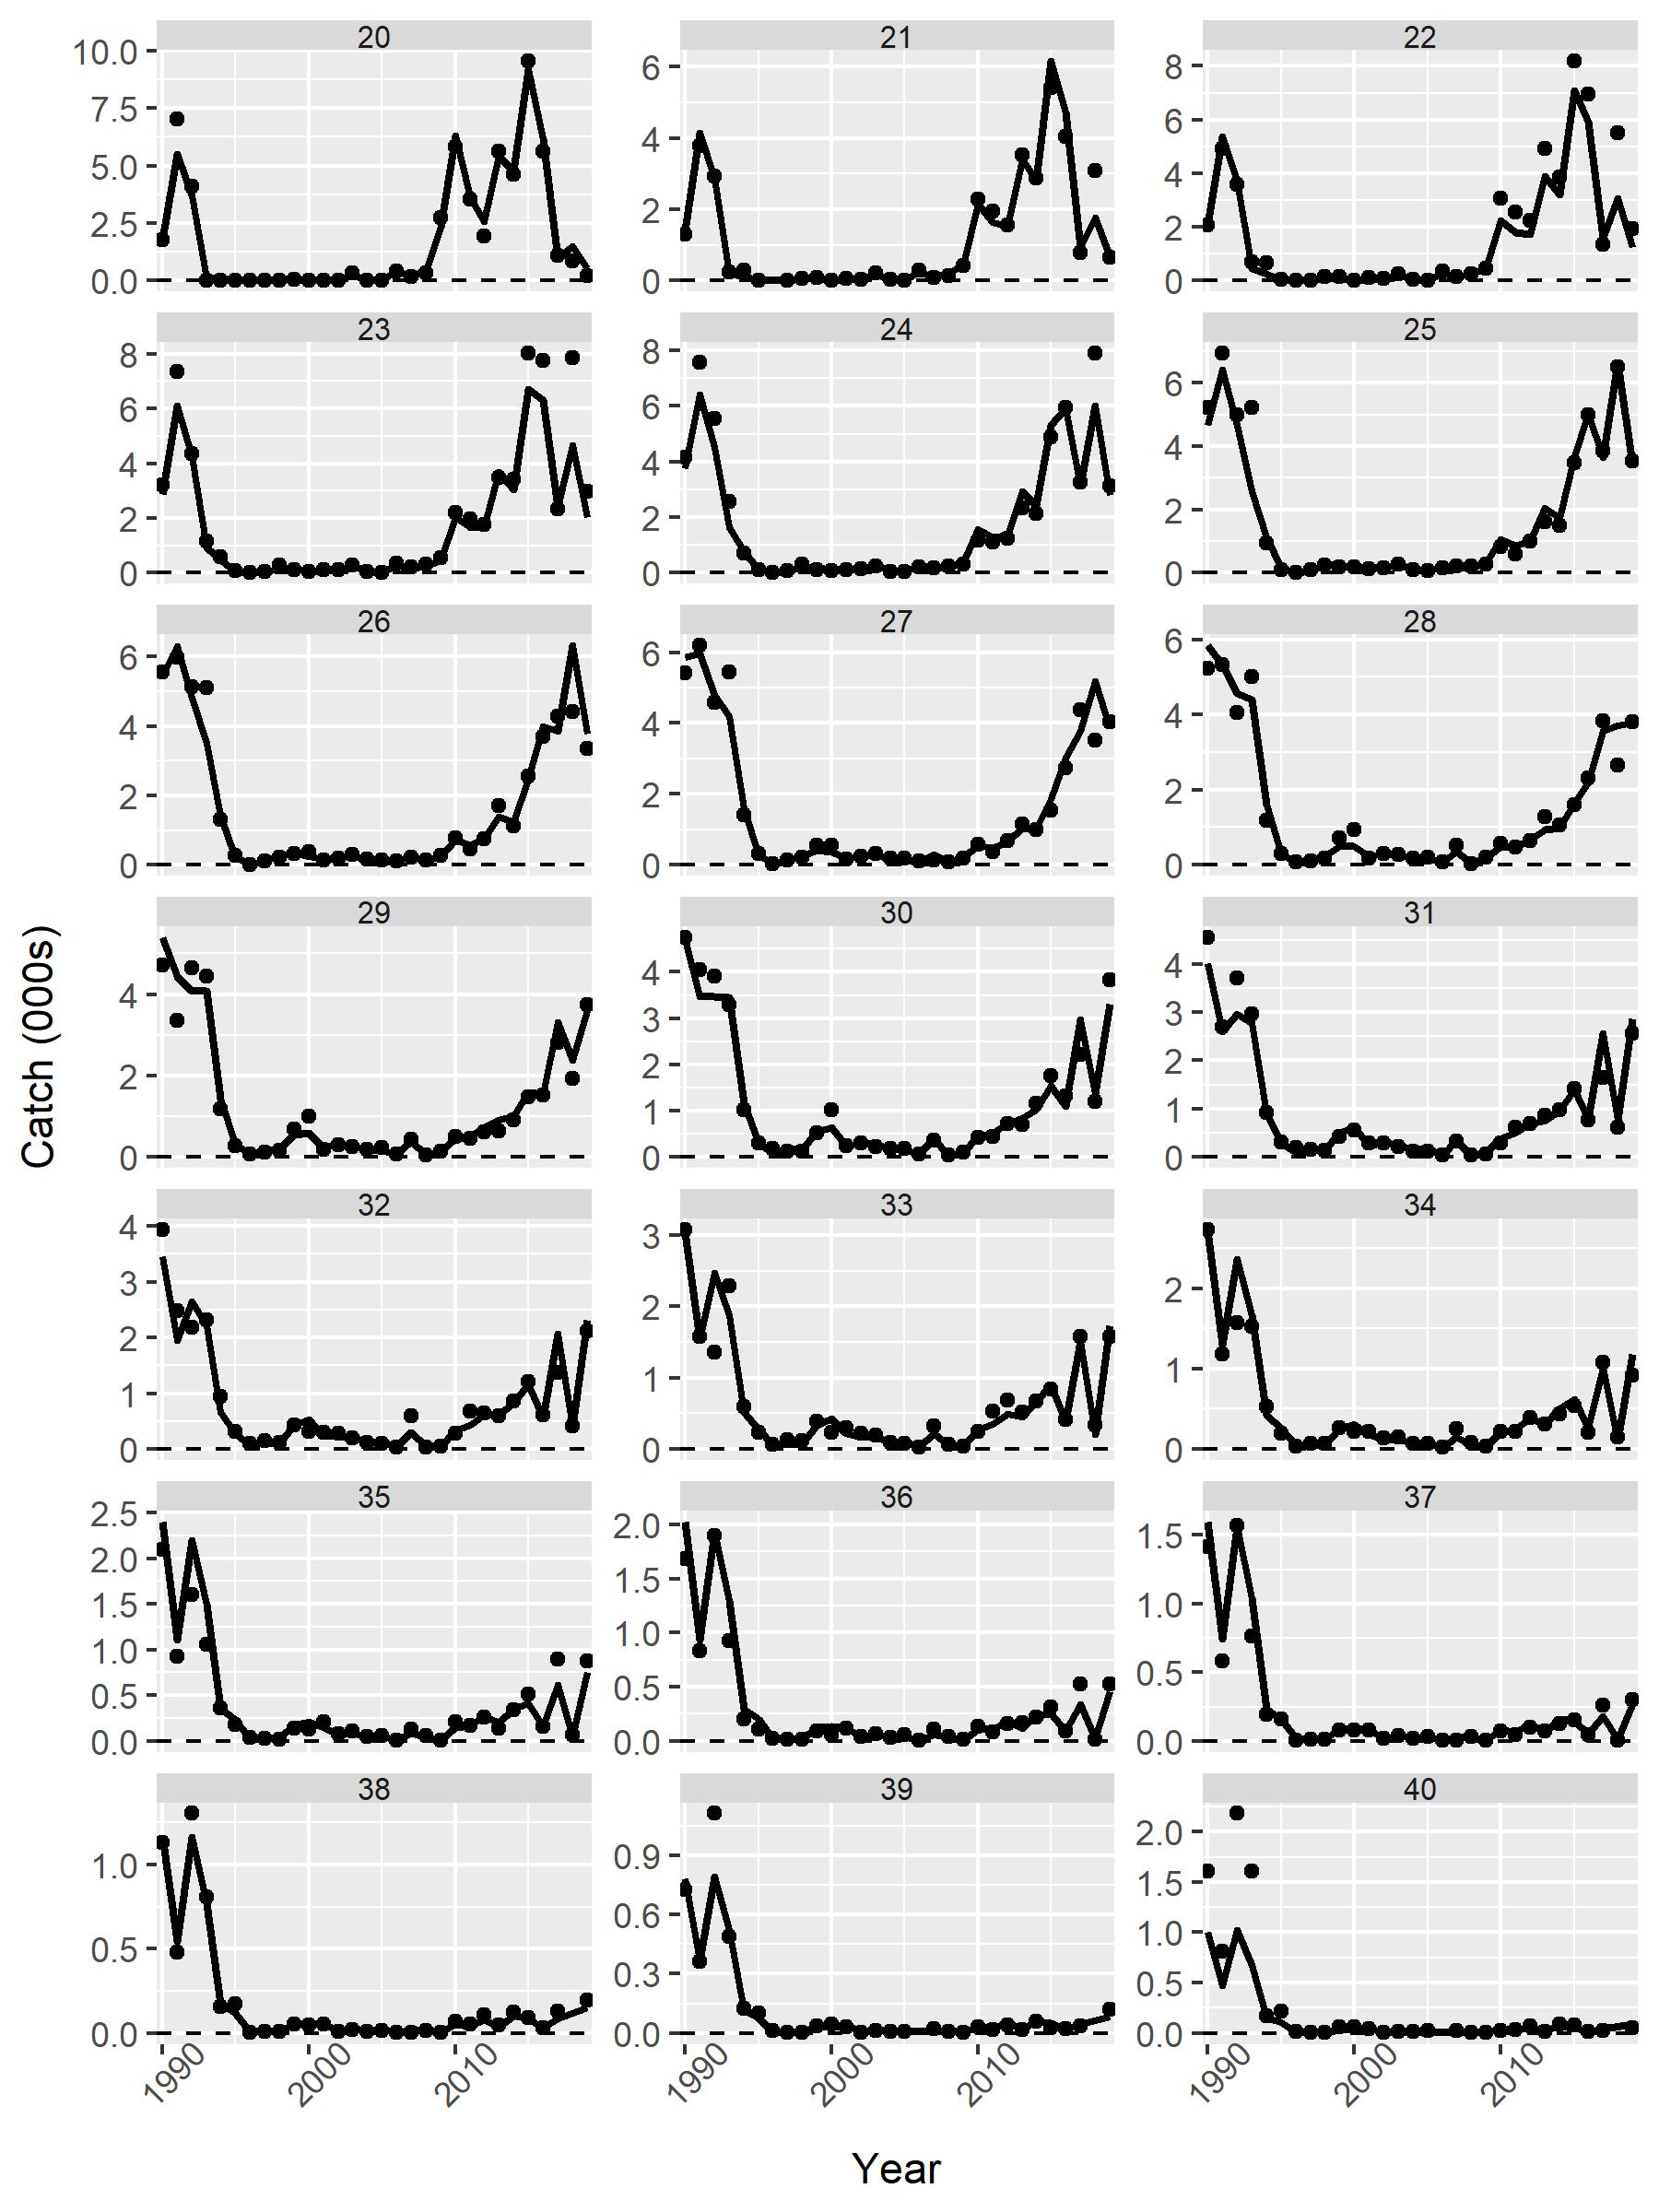 20 21 22
10.0 7.5 5.0 2.5 0.0
6 4 2 0
8 6 4 2 0
23 24 25
8 6 4 2 0
8 6 4 2 0
6 4 2 0
26 27 28
6 4 2 0
6 4 2 0
6 4 2 0
29 30 31
4 2 0
4 3 2 1 0
4 3 2 1 0
32 33 34
4 3 2 1 0
3 2 1 0
2 1 0
35 36 37
2.5 2.0 1.5 1.0 0.5 0.0
2.0 1.5 1.0 0.5 0.0
1.5 1.0 0.5 0.0
38 39 40
1.0 0.5 0.0
0.9 0.6 0.3 0.0
2.0 1.5 1.0 0.5 0.0
1990 2000 2010
1990 2000 2010
1990 2000 2010
Catch (000s)
Year